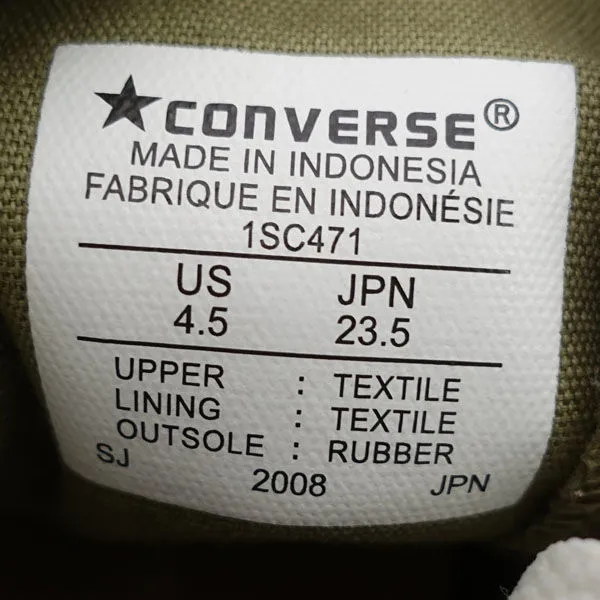 ★CONVERSE®
MADE IN INDONESIA
FABRIQUE EN INDONÉSIE
1SC471
US JPN
4.5 23.5
UPPER : TEXTILE
LINING : TEXTILE
OUTSOLE : RUBBER
SJ 2008 JPN